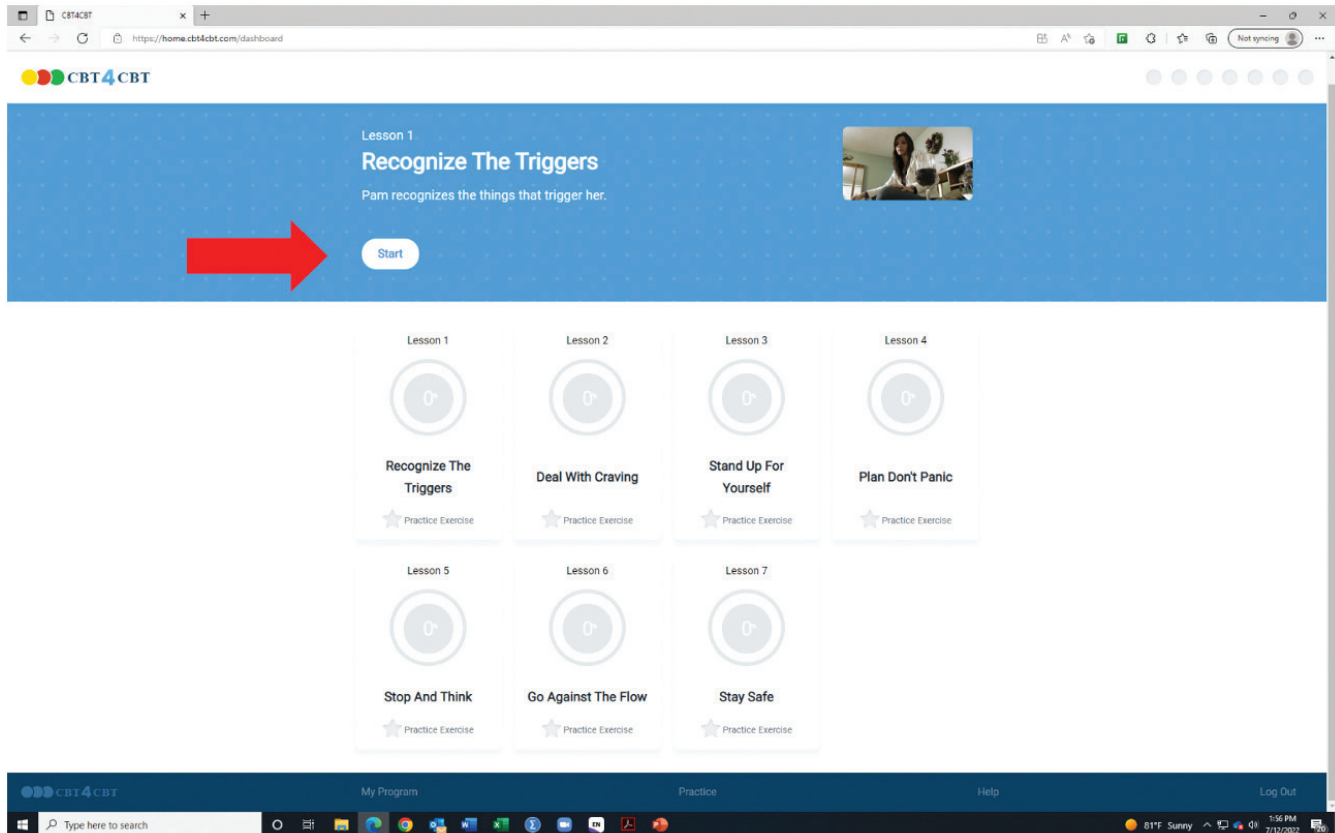 CBT4CBT
https://home.cbt4cbt.com/dashboard
Not syncing
CBT4CBT
Lesson 1
Recognize The Triggers
Pam recognizes the things that trigger her.
Start
Lesson 1 Lesson 2 Lesson 3 Lesson 4
Recognize The
Triggers
Deal With Craving
Stand Up For
Yourself
Plan Don't Panic
Practice Exercise Practice Exercise Practice Exercise Practice Exercise
Lesson 5 Lesson 6 Lesson 7
Stop And Think Go Against The Flow Stay Safe
Practice Exercise Practice Exercise Practice Exercise
CBT4CBT My Program Practice Help Log Out
Type here to search
81°F Sunny
1:56 PM
7/12/2022